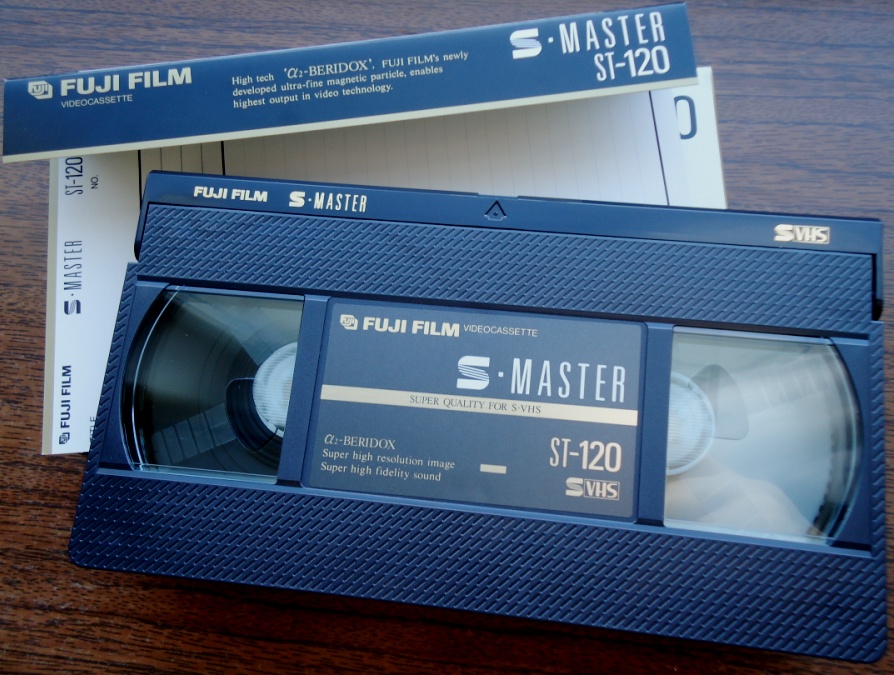 FUJI FILM
VIDEOCASSETTE
High tech 'α2-BERIDOX', FUJI FILM's newly
developed ultra-fine magnetic particle, enables
highest output in video technology.
S·MASTER
ST-120
ST-120
NO.
S·MASTER
FUJI FILM
FUJI FILM S·MASTER
S VHS
FUJI FILM VIDEOCASSETTE
S·MASTER
SUPER QUALITY FOR S-VHS
α2-BERIDOX
Super high resolution image
Super high fidelity sound
ST-120
S VHS